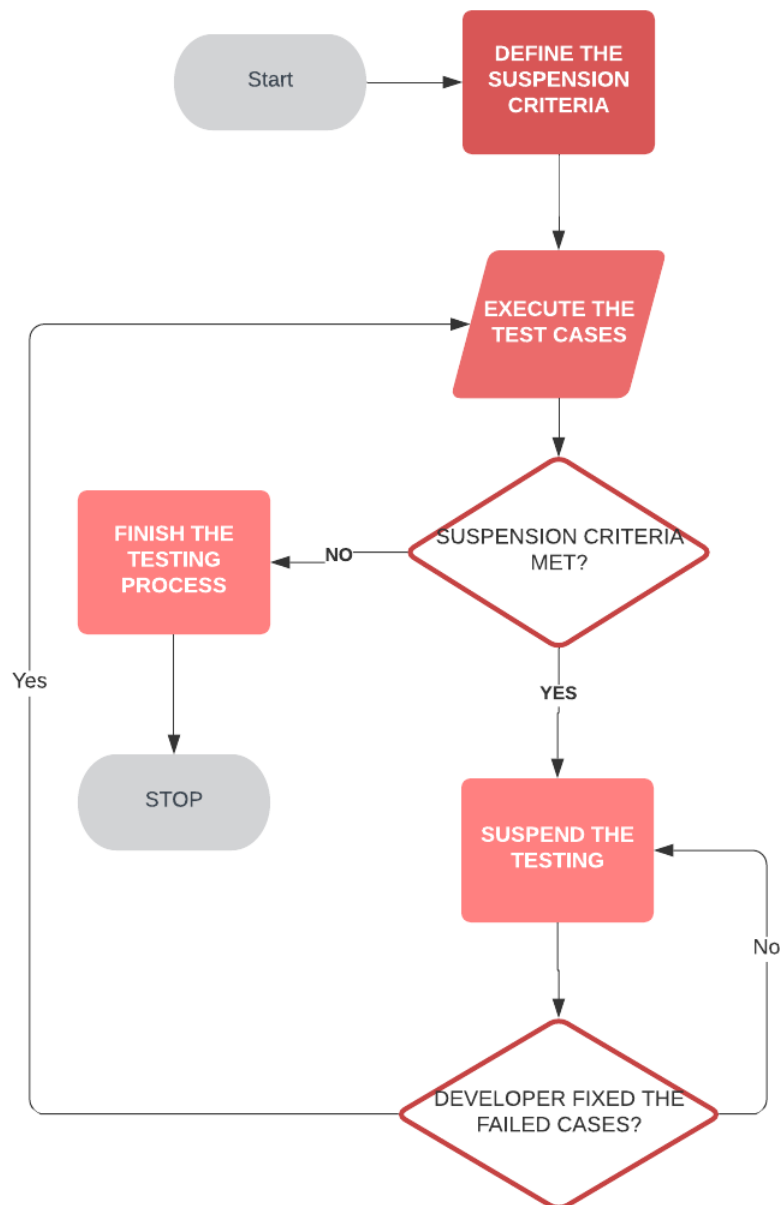 Start
DEFINE THE
SUSPENSION
CRITERIA
EXECUTE THE
TEST CASES
SUSPENSION CRITERIA
MET?
NO
FINISH THE
TESTING
PROCESS
STOP
YES
SUSPEND THE
TESTING
DEVELOPER FIXED THE
FAILED CASES?
No
Yes